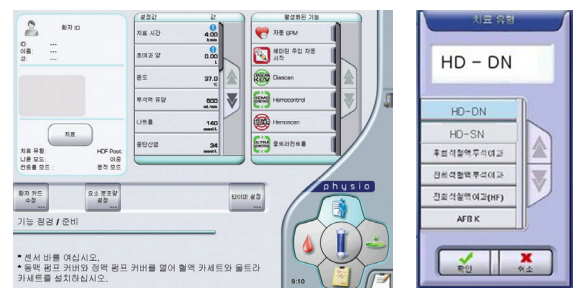 환자 ID
ID: ---
이름: ---
성: ---
치료
치료 유형: HDF Post
니들 모드: 이중
컨트롤 모드: 용적 모드
설정값 값
치료 시간 4:00
초여과 양 0.00
L
온도 37.0
°C
투석액 유량 500
mL/min
나트륨 140
mmol/L
중탄산염 34
mmol/L
활성화된 기능
자동 BPM
헤파린 주입 자동
시작
Diascan
Hemocontrol
Hemoscan
울트라컨트롤
환자 카드
수정
...
요소 분포량
설정
...
타이머 설정
...
기능 점검 / 준비
physio
* 센서 바를 여십시오.
* 동맥 펌프 커버와 정맥 펌프 커버를 열어 혈액 카세트와 울트라
카세트를 설치하십시오.
9:10
치료 유형
HD - DN
HD-DN
HD-SN
후희석혈액투석여과
전희석혈액투석여과
전희석혈액여과(HF)
AFB K
확인
취소